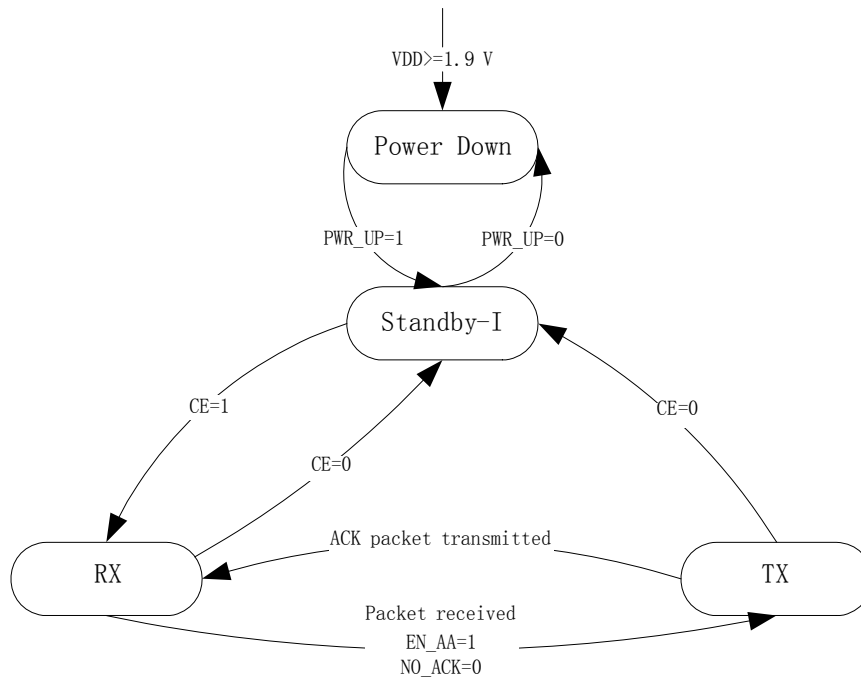 VDD>=1.9 V
Power Down
PWR_UP=1
PWR_UP=0
Standby-I
CE=1
CE=0
CE=0
ACK packet transmitted
RX
TX
Packet received
EN_AA=1
NO_ACK=0